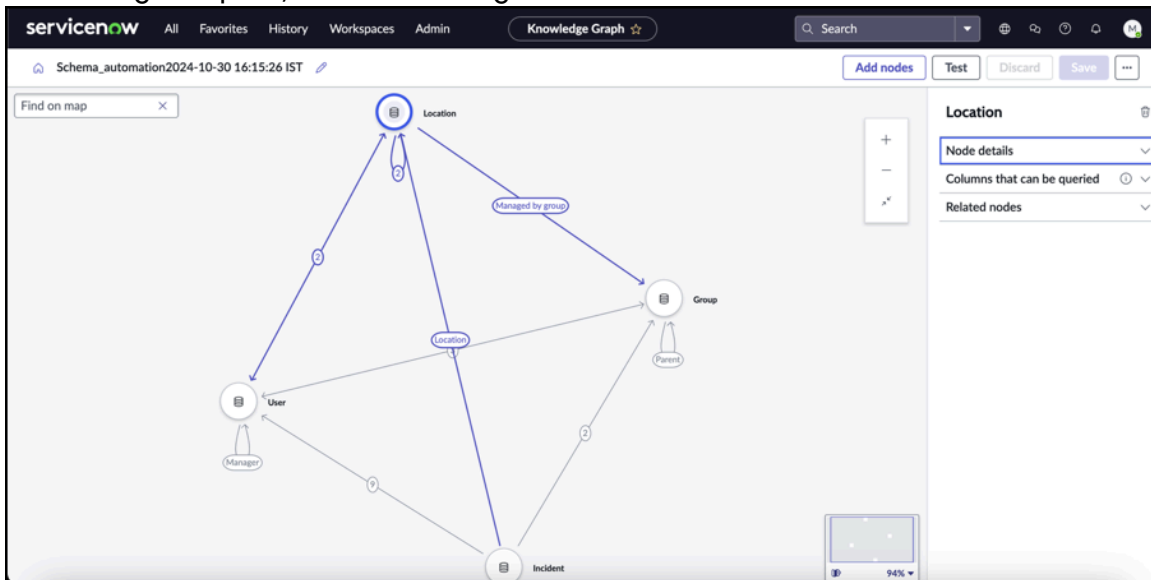 servicenow All Favorites History Workspaces Admin Knowledge Graph Search M
Schema_automation2024-10-30 16:15:26 IST Add nodes Test Discard Save ...
Find on map
Location
Location
Node details
2
Columns that can be queried
Managed by group
Related nodes
2
Group
Location
Parent
User
2
Manager
9
Incident
94%